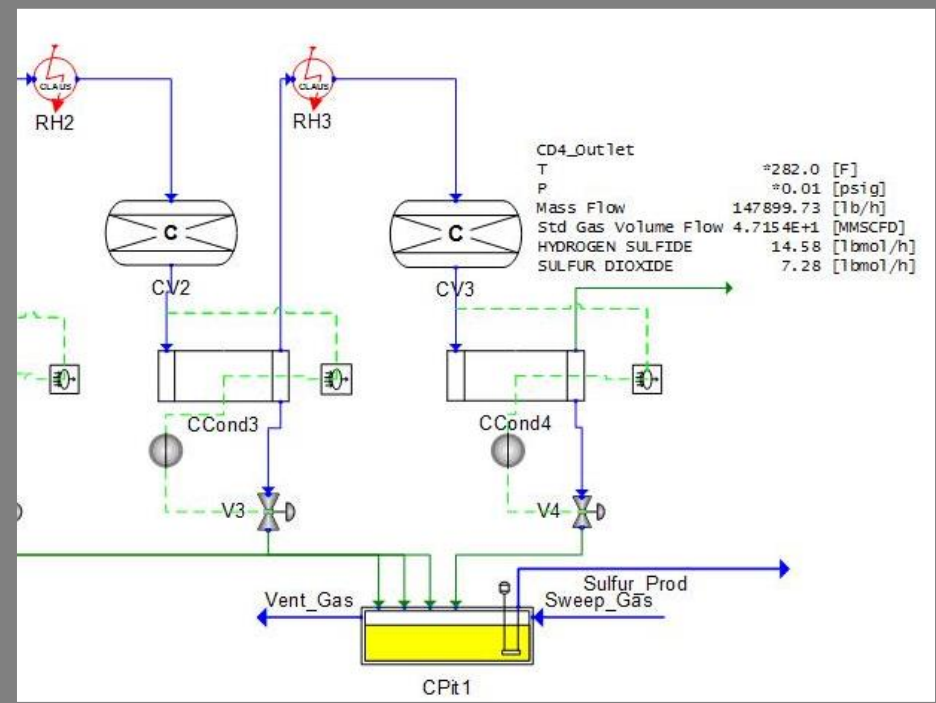 CLAUS
CLAUS
RH2
RH3
CD4_Outlet
T *282.0 [F]
P *0.01 [psig]
Mass Flow 147899.73 [lb/h]
Std Gas Volume Flow 4.7154E+1 [MMSCFD]
HYDROGEN SULFIDE 14.58 [lbmol/h]
SULFUR DIOXIDE 7.28 [lbmol/h]
C
C
CV2
CV3
CCond3
CCond4
V3
V4
Sulfur_Prod
Vent_Gas
Sweep_Gas
CPit1